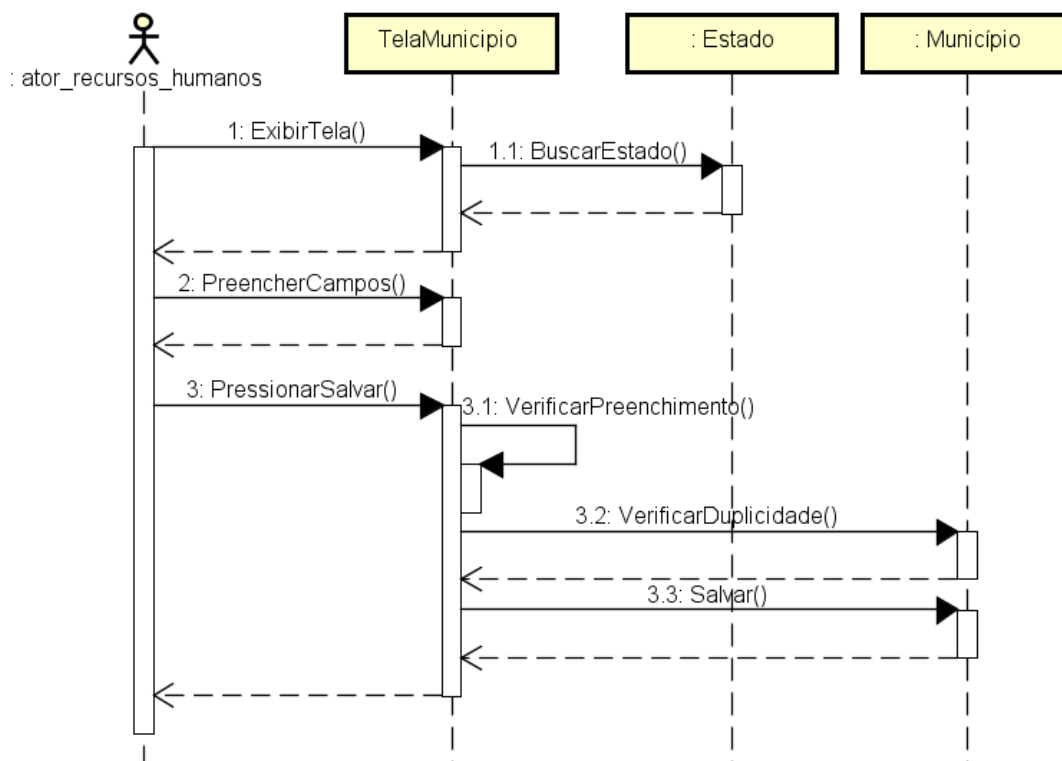 TelaMunicipio
: Estado
: Município
: ator_recursos_humanos
1: ExibirTela()
1.1: BuscarEstado()
2: PreencherCampos()
3: PressionarSalvar()
3.1: VerificarPreenchimento()
3.2: VerificarDuplicidade()
3.3: Salvar()